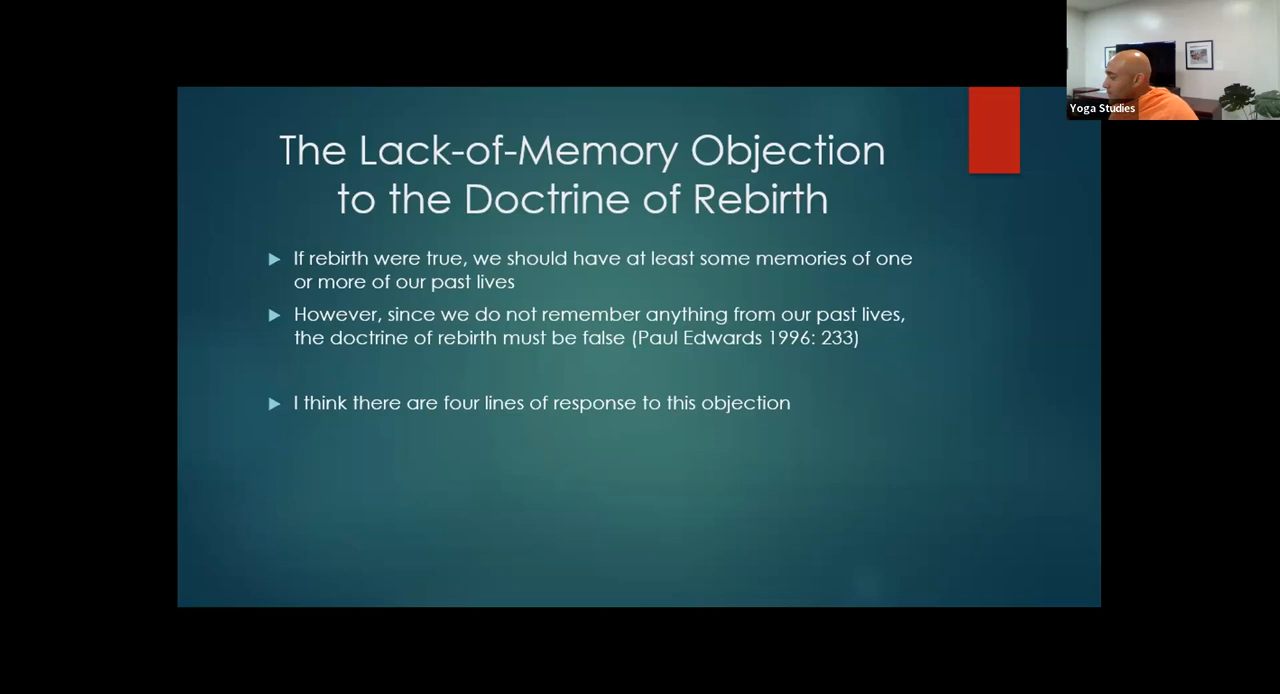 The Lack-of-Memory Objection
to the Doctrine of Rebirth
If rebirth were true, we should have at least some memories of one
or more of our past lives
However, since we do not remember anything from our past lives,
the doctrine of rebirth must be false (Paul Edwards 1996: 233)
I think there are four lines of response to this objection
Yoga Studies